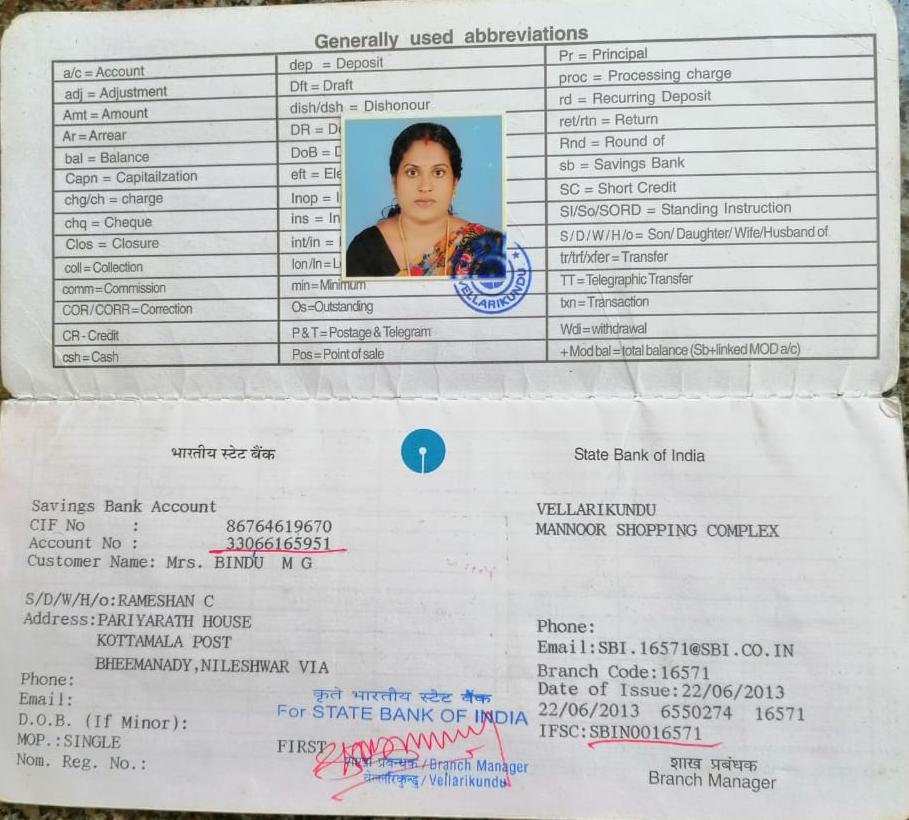 Generally used abbreviations
a/c = Account
adj = Adjustment
Amt = Amount
Ar = Arrear
bal = Balance
Capn = Capitailzation
chg/ch = charge
chq = Cheque
Clos = Closure
coll = Collection
comm = Commission
COR/CORR = Correction
CR - Credit
csh = Cash
dep = Deposit
Dft = Draft
dish/dsh = Dishonour
DR =
DoB =
eft = Ele
Inop =
ins = In
int/in =
lon/ln = L
min = Minimum
Os = Outstanding
P & T = Postage & Telegram
Pos = Point of sale
Pr = Principal
proc = Processing charge
rd = Recurring Deposit
ret/rtn = Return
Rnd = Round of
sb = Savings Bank
SC = Short Credit
SI/So/SORD = Standing Instruction
S/D/W/H/o = Son/ Daughter/ Wife/Husband of
tr/trf/xfer = Transfer
TT = Telegraphic Transfer
txn = Transaction
Wdl = withdrawal
+ Mod bal = total balance (Sb+linked MOD a/c)
VELLARIKUNDU
भारतीय स्टेट बैंक
State Bank of India
Savings Bank Account
CIF No : 86764619670
Account No : 33066165951
Customer Name: Mrs. BINDU M G
S/D/W/H/o:RAMESHAN C
Address:PARIYARATH HOUSE
KOTTAMALA POST
BHEEMANADY,NILESHWAR VIA
Phone:
Email:
D.O.B. (If Minor):
MOP.:SINGLE
Nom. Reg. No.:
FIRST
कृते भारतीय स्टेट बैंक
For STATE BANK OF INDIA
शाखा प्रबन्धक / Branch Manager
वेल्लरिकुन्डु / Vellarikundu
VELLARIKUNDU
MANNOOR SHOPPING COMPLEX
Phone:
Email:SBI.16571@SBI.CO.IN
Branch Code:16571
Date of Issue:22/06/2013
22/06/2013 6550274 16571
IFSC:SBIN0016571
शाख प्रबंधक
Branch Manager